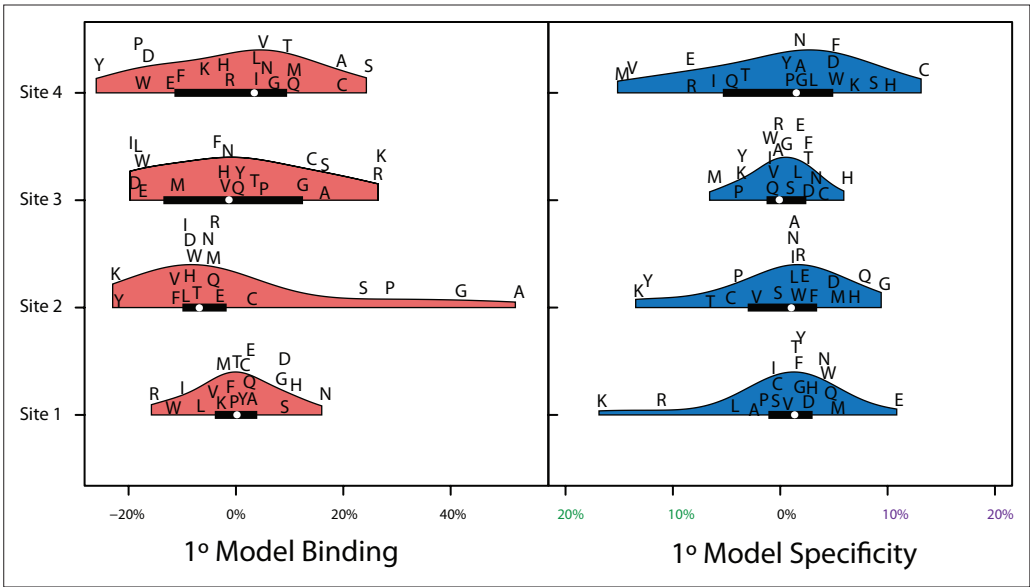 P V T
D L A
Y K H N M S
W E F R I G Q C
N F
M V E Y A D C
R I Q T P G L W K S H
Site 4
I L F N C S K
W H Y R
D E M V Q T P G A
R E
W A G F
Y I T
M K V L N H
P Q S D C
Site 3
I R
D N
W M
K V H Q S P G A
Y F L T E C
A
N
I R
K Y P L E D Q G
T C V S W F M H
Site 2
M T E D
I V F C Q G H N
R W L K P Y A S
Y
T F N
I W
K R C G H Q E
L A P S V D M
Site 1
−20% 0% 20% 40%
20% 10% 0% 10% 20%
1º Model Binding
1º Model Specificity